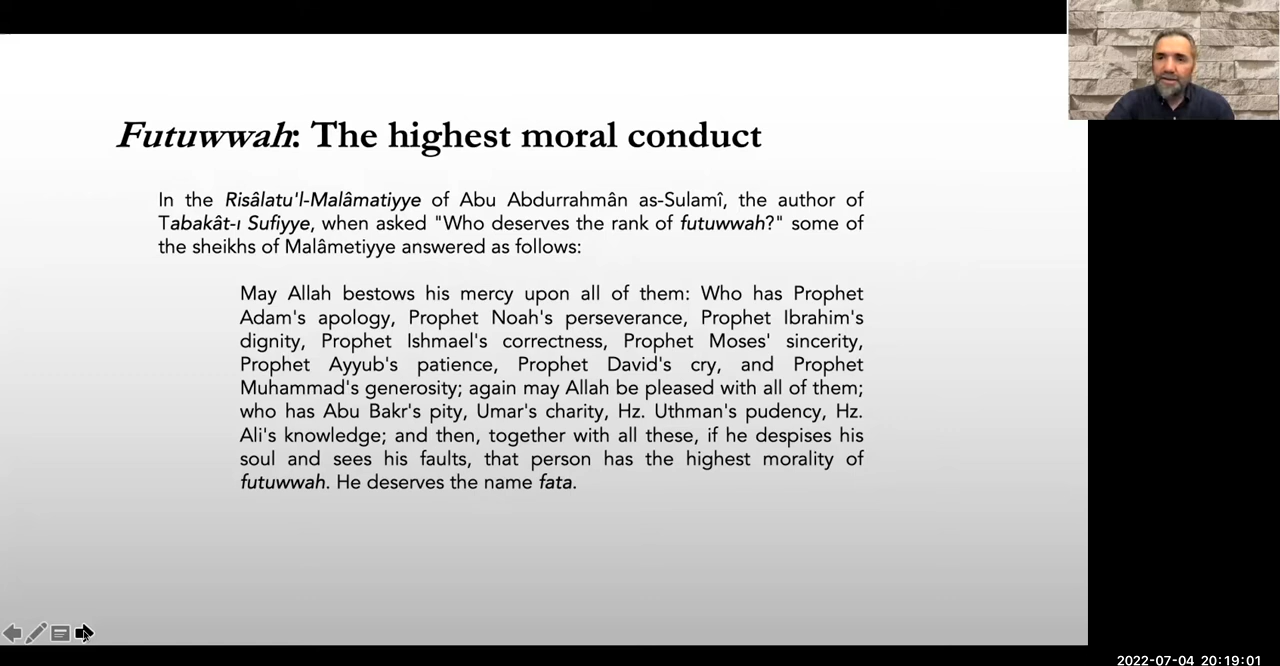 Futuwwah: The highest moral conduct
In the Risâlatu'l-Malâmatiyye of Abu Abdurrahmân as-Sulamî, the author of
Tabakât-ı Sufiyye, when asked "Who deserves the rank of futuwwah?" some of
the sheikhs of Malâmetiyye answered as follows:
May Allah bestows his mercy upon all of them: Who has Prophet
Adam's apology, Prophet Noah's perseverance, Prophet Ibrahim's
dignity, Prophet Ishmael's correctness, Prophet Moses' sincerity,
Prophet Ayyub's patience, Prophet David's cry, and Prophet
Muhammad's generosity; again may Allah be pleased with all of them;
who has Abu Bakr's pity, Umar's charity, Hz. Uthman's pudency, Hz.
Ali's knowledge; and then, together with all these, if he despises his
soul and sees his faults, that person has the highest morality of
futuwwah. He deserves the name fata.
2022-07-04 20:19:01